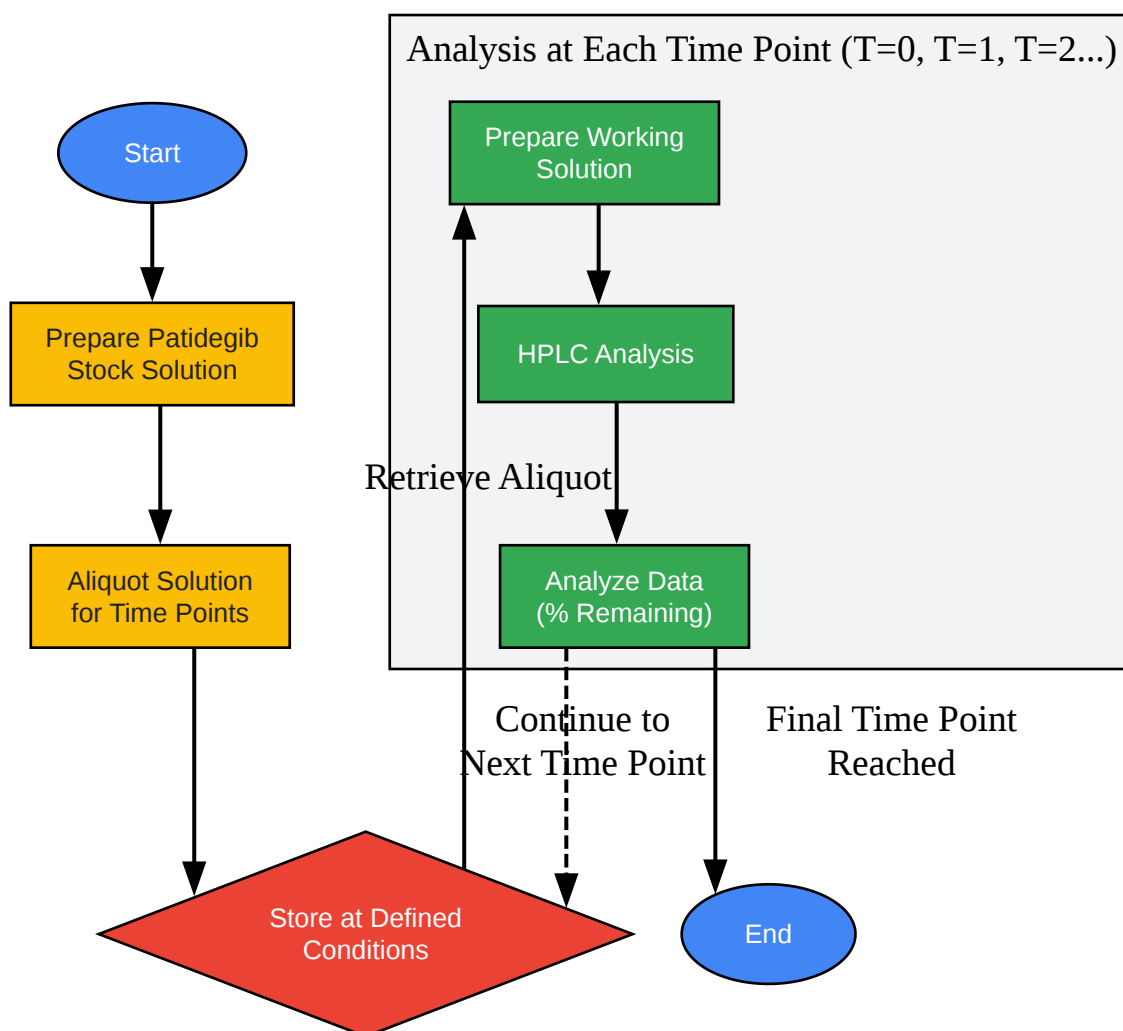 Analysis at Each Time Point (T=0, T=1, T=2...)
Start
Prepare Working
Solution
Prepare Patidegib
Stock Solution
HPLC Analysis
Retrieve Aliquot
Aliquot Solution
for Time Points
Analyze Data
(% Remaining)
Continue to
Next Time Point
Final Time Point
Reached
Store at Defined
Conditions
End